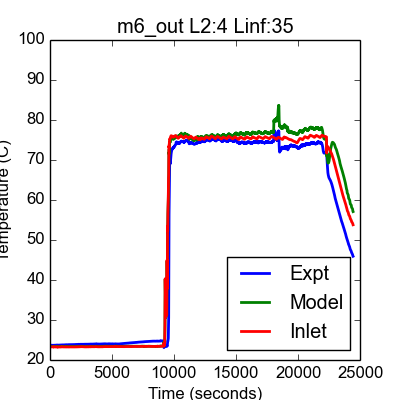 m6_out L2:4 Linf:35
100
90
80
70
60
50
40
30
20
Temperature (C)
Expt
Model
Inlet
0 5000 10000 15000 20000 25000
Time (seconds)